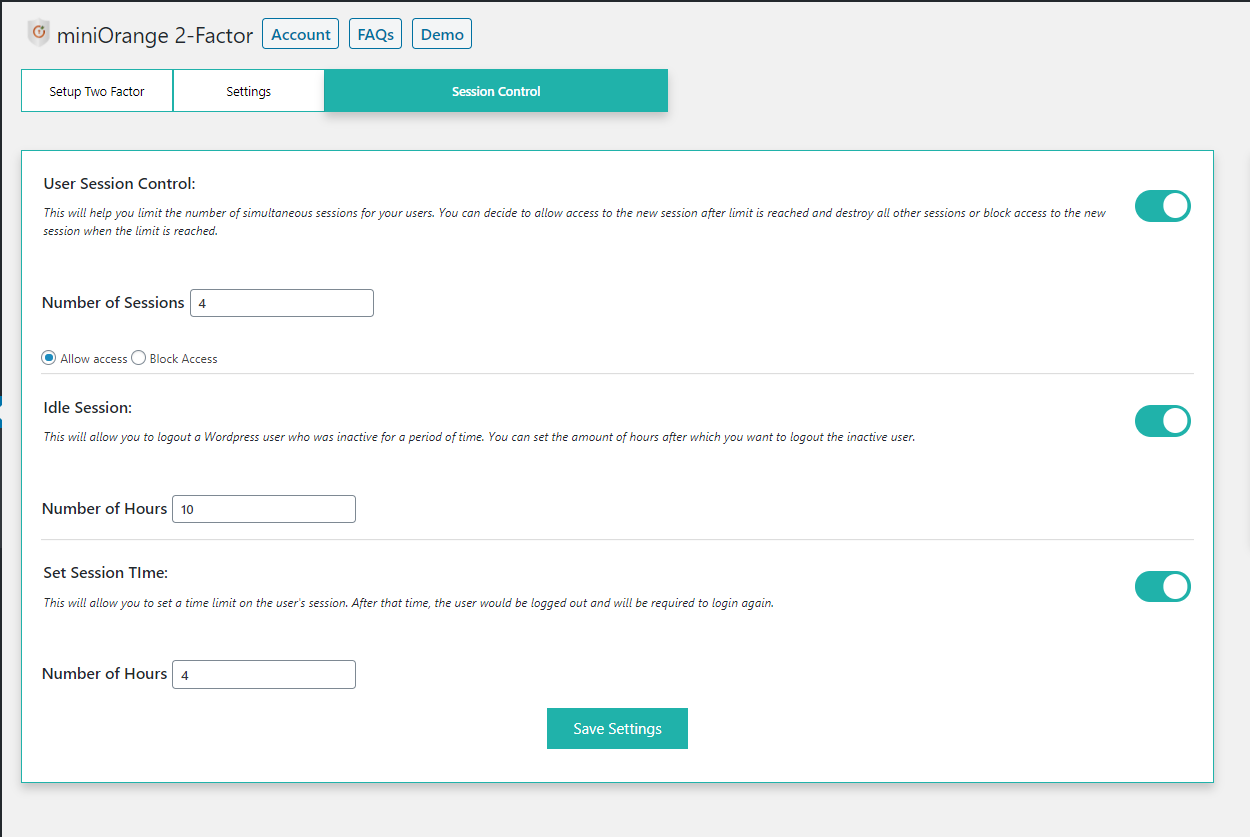 miniOrange 2-Factor Account FAQs Demo
Setup Two Factor Settings Session Control
User Session Control:
This will help you limit the number of simultaneous sessions for your users. You can decide to allow access to the new session after limit is reached and destroy all other sessions or block access to the new
session when the limit is reached.
Number of Sessions 4
Allow access Block Access
Idle Session:
This will allow you to logout a Wordpress user who was inactive for a period of time. You can set the amount of hours after which you want to logout the inactive user.
Number of Hours 10
Set Session TIme:
This will allow you to set a time limit on the user's session. After that time, the user would be logged out and will be required to login again.
Number of Hours 4
Save Settings